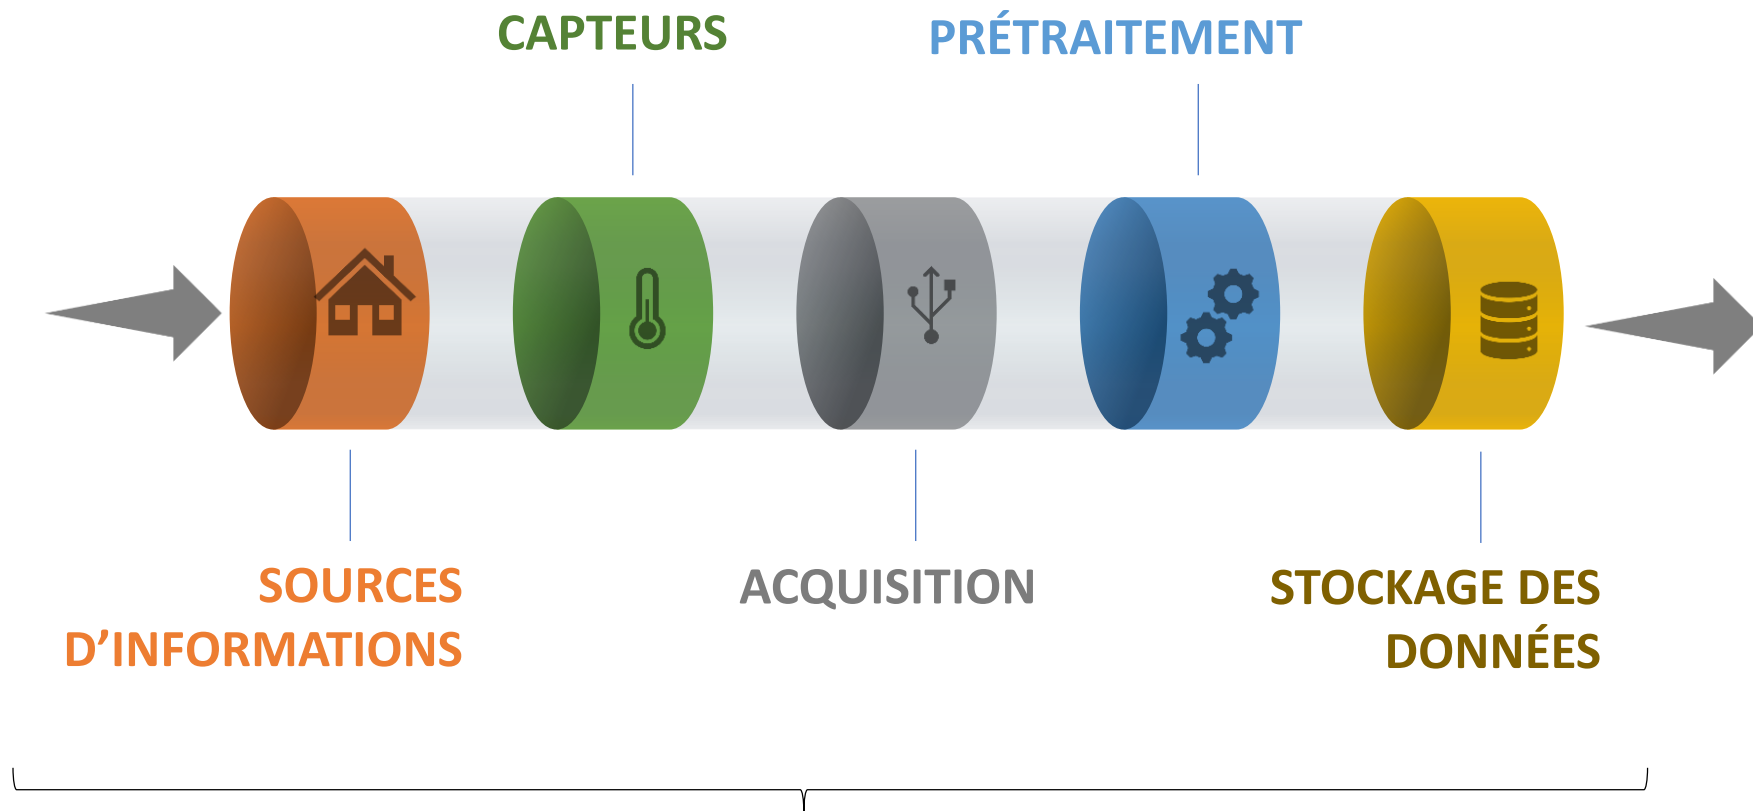 CAPTEURS
PRÉTRAITEMENT
SOURCES
D’INFORMATIONS
ACQUISITION
STOCKAGE DES
DONNÉES